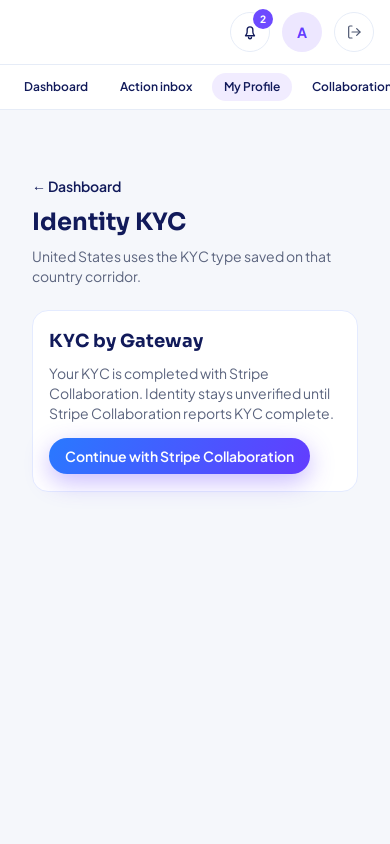 2
A
Dashboard Action inbox My Profile Collaboration
← Dashboard
Identity KYC
United States uses the KYC type saved on that
country corridor.
KYC by Gateway
Your KYC is completed with Stripe
Collaboration. Identity stays unverified until
Stripe Collaboration reports KYC complete.
Continue with Stripe Collaboration